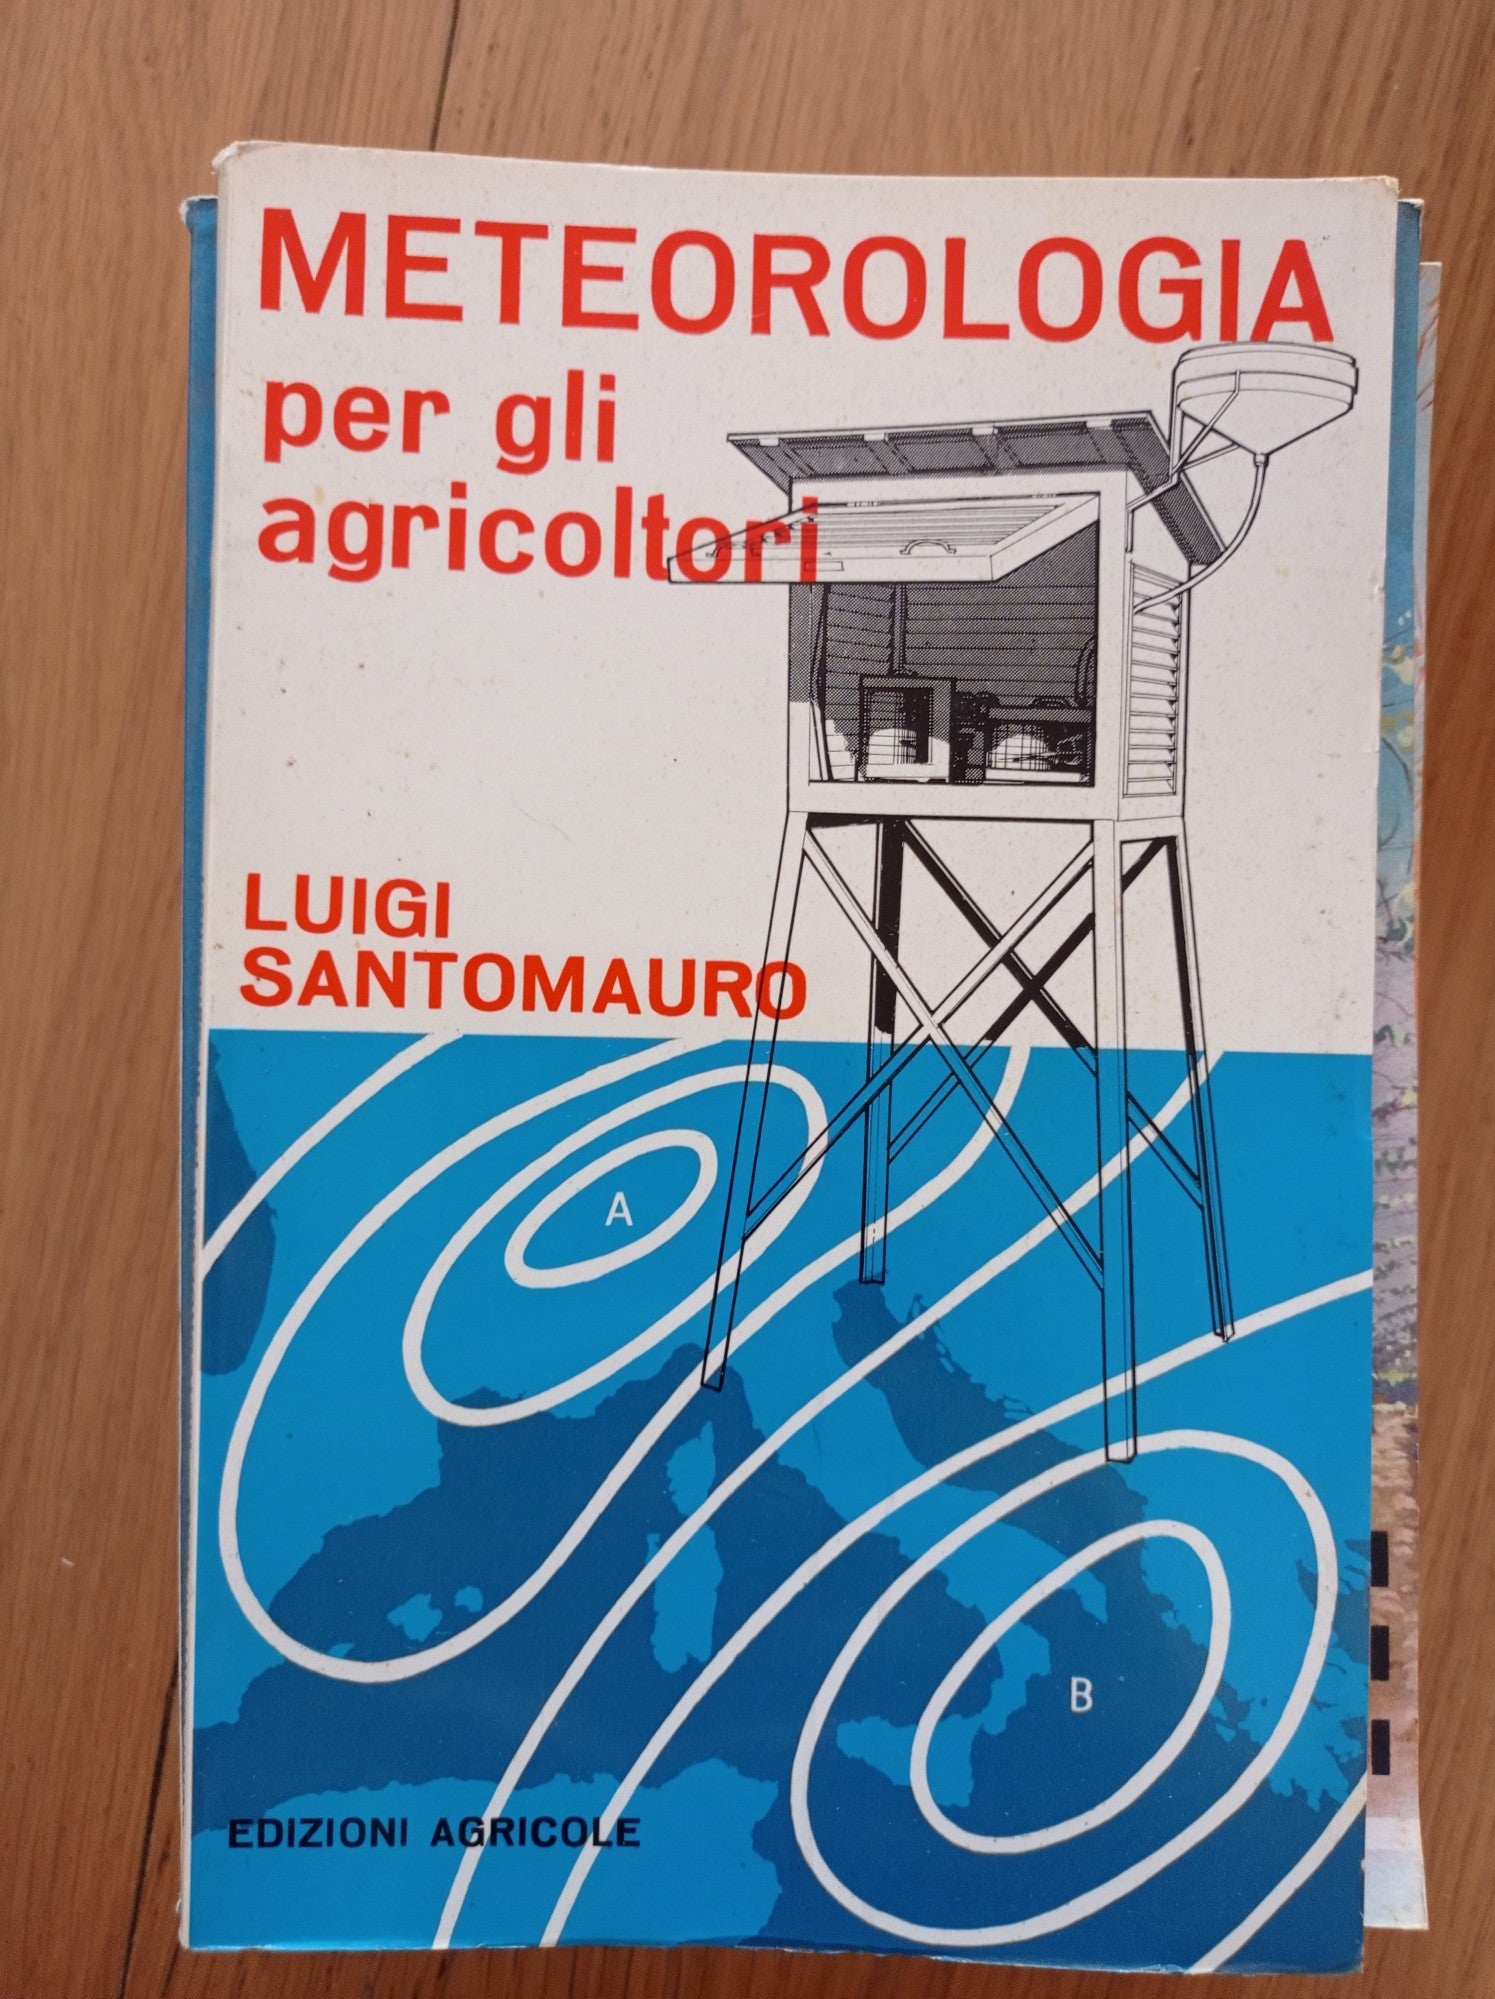 METEOROLOGIA
per gli
agricoltori
LUIGI
SANTOMAURO
A
B
EDIZIONI AGRICOLE